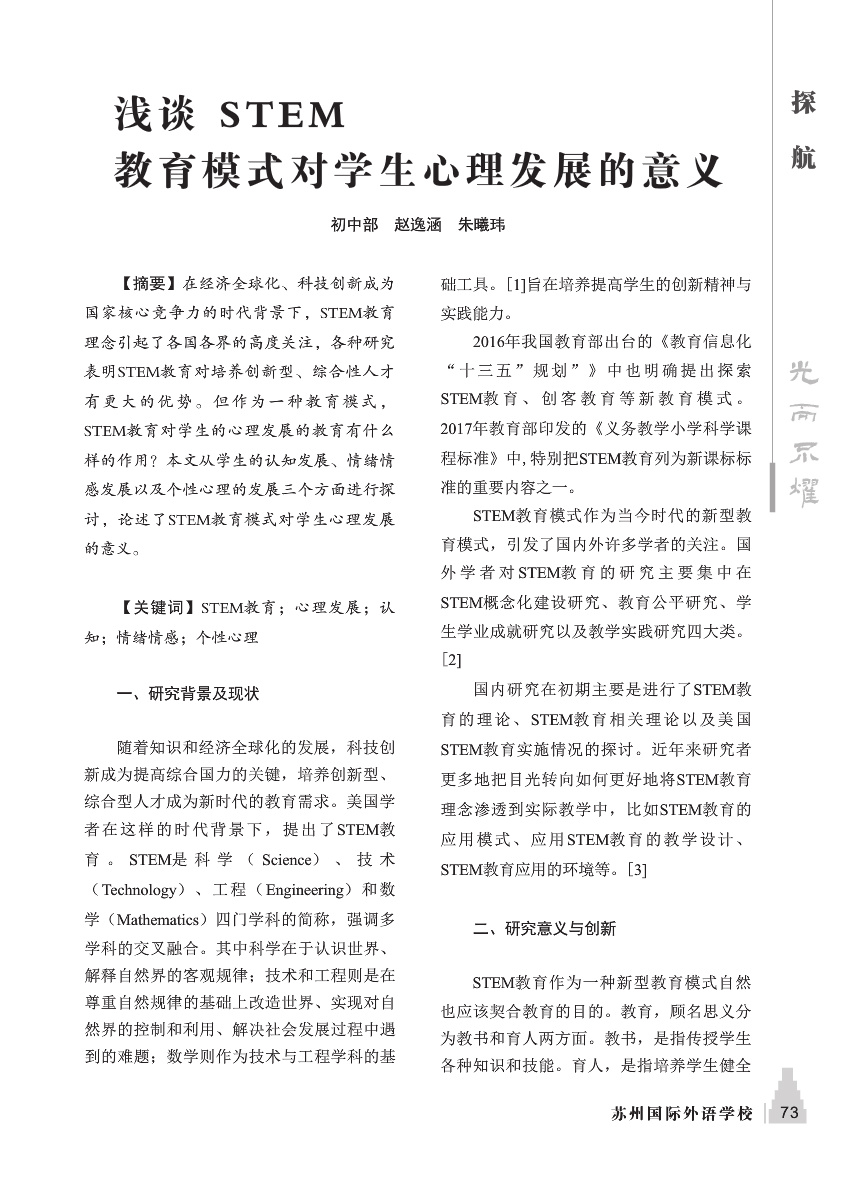 浅谈 STEM
教育模式对学生心理发展的意义
初中部 赵逸涵 朱曦玮
【摘要】在经济全球化、科技创新成为
国家核心竞争力的时代背景下，STEM教育
理念引起了各国各界的高度关注，各种研究
表明STEM教育对培养创新型、综合性人才
有更大的优势。但作为一种教育模式，
STEM教育对学生的心理发展的教育有什么
样的作用？本文从学生的认知发展、情绪情
感发展以及个性心理的发展三个方面进行探
讨，论述了STEM教育模式对学生心理发展
的意义。
【关键词】STEM教育；心理发展；认
知；情绪情感；个性心理
一、研究背景及现状
随着知识和经济全球化的发展，科技创
新成为提高综合国力的关键，培养创新型、
综合型人才成为新时代的教育需求。美国学
者在这样的时代背景下，提出了STEM教
育。STEM是科学（Science）、技术
（Technology）、工程（Engineering）和数
学（Mathematics）四门学科的简称，强调多
学科的交叉融合。其中科学在于认识世界、
解释自然界的客观规律；技术和工程则是在
尊重自然规律的基础上改造世界、实现对自
然界的控制和利用、解决社会发展过程中遇
到的难题；数学则作为技术与工程学科的基
础工具。[1]旨在培养提高学生的创新精神与
实践能力。
2016年我国教育部出台的《教育信息化
“十三五”规划”》中也明确提出探索
STEM教育、创客教育等新教育模式。
2017年教育部印发的《义务教学小学科学课
程标准》中,特别把STEM教育列为新课标标
准的重要内容之一。
STEM教育模式作为当今时代的新型教
育模式，引发了国内外许多学者的关注。国
外学者对STEM教育的研究主要集中在
STEM概念化建设研究、教育公平研究、学
生学业成就研究以及教学实践研究四大类。
[2]
国内研究在初期主要是进行了STEM教
育的理论、STEM教育相关理论以及美国
STEM教育实施情况的探讨。近年来研究者
更多地把目光转向如何更好地将STEM教育
理念渗透到实际教学中，比如STEM教育的
应用模式、应用STEM教育的教学设计、
STEM教育应用的环境等。[3]
二、研究意义与创新
STEM教育作为一种新型教育模式自然
也应该契合教育的目的。教育，顾名思义分
为教书和育人两方面。教书，是指传授学生
各种知识和技能。育人，是指培养学生健全
探航
光而不耀
苏州国际外语学校 73